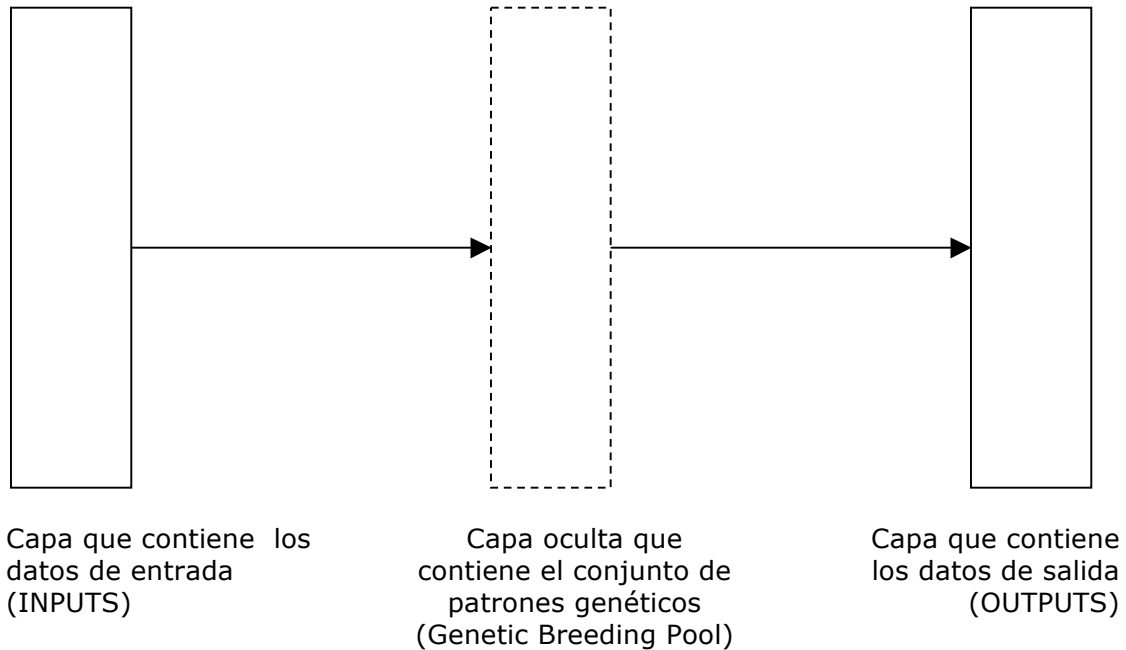 Capa que contiene los
datos de entrada
(INPUTS)
Capa oculta que
contiene el conjunto de
patrones genéticos
(Genetic Breeding Pool)
Capa que contiene
los datos de salida
(OUTPUTS)